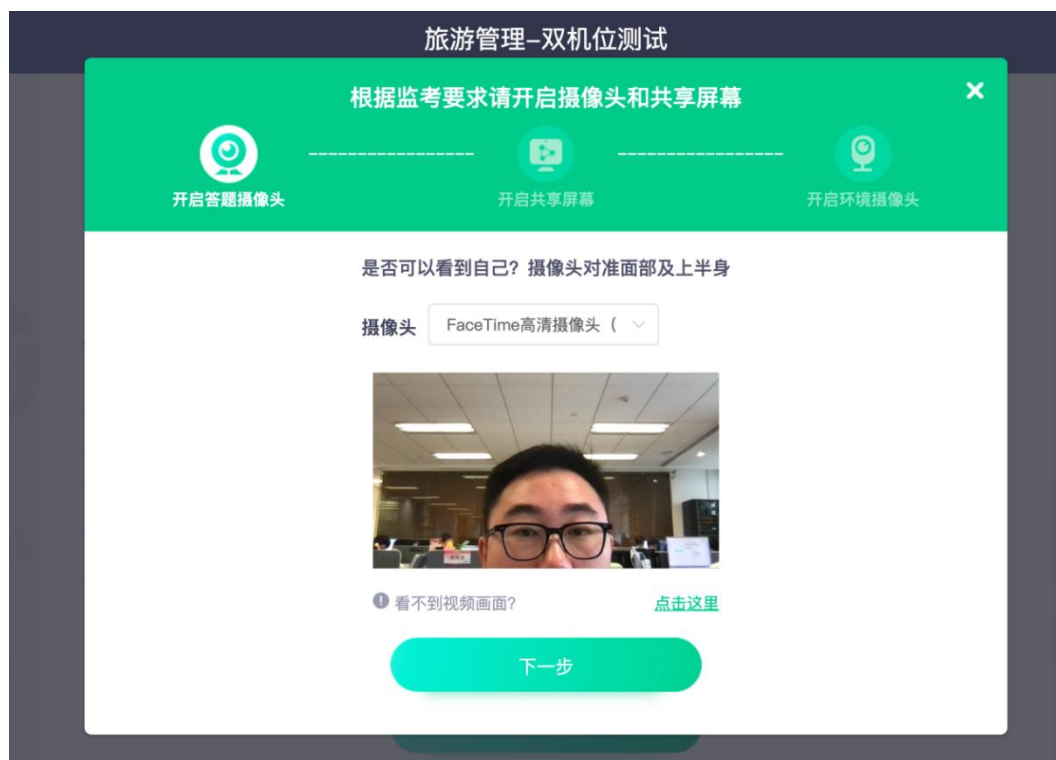 旅游管理–双机位测试
根据监考要求请开启摄像头和共享屏幕
开启答题摄像头
开启共享屏幕
开启环境摄像头
是否可以看到自己？摄像头对准面部及上半身
摄像头
FaceTime高清摄像头（
看不到视频画面?
点击这里
下一步